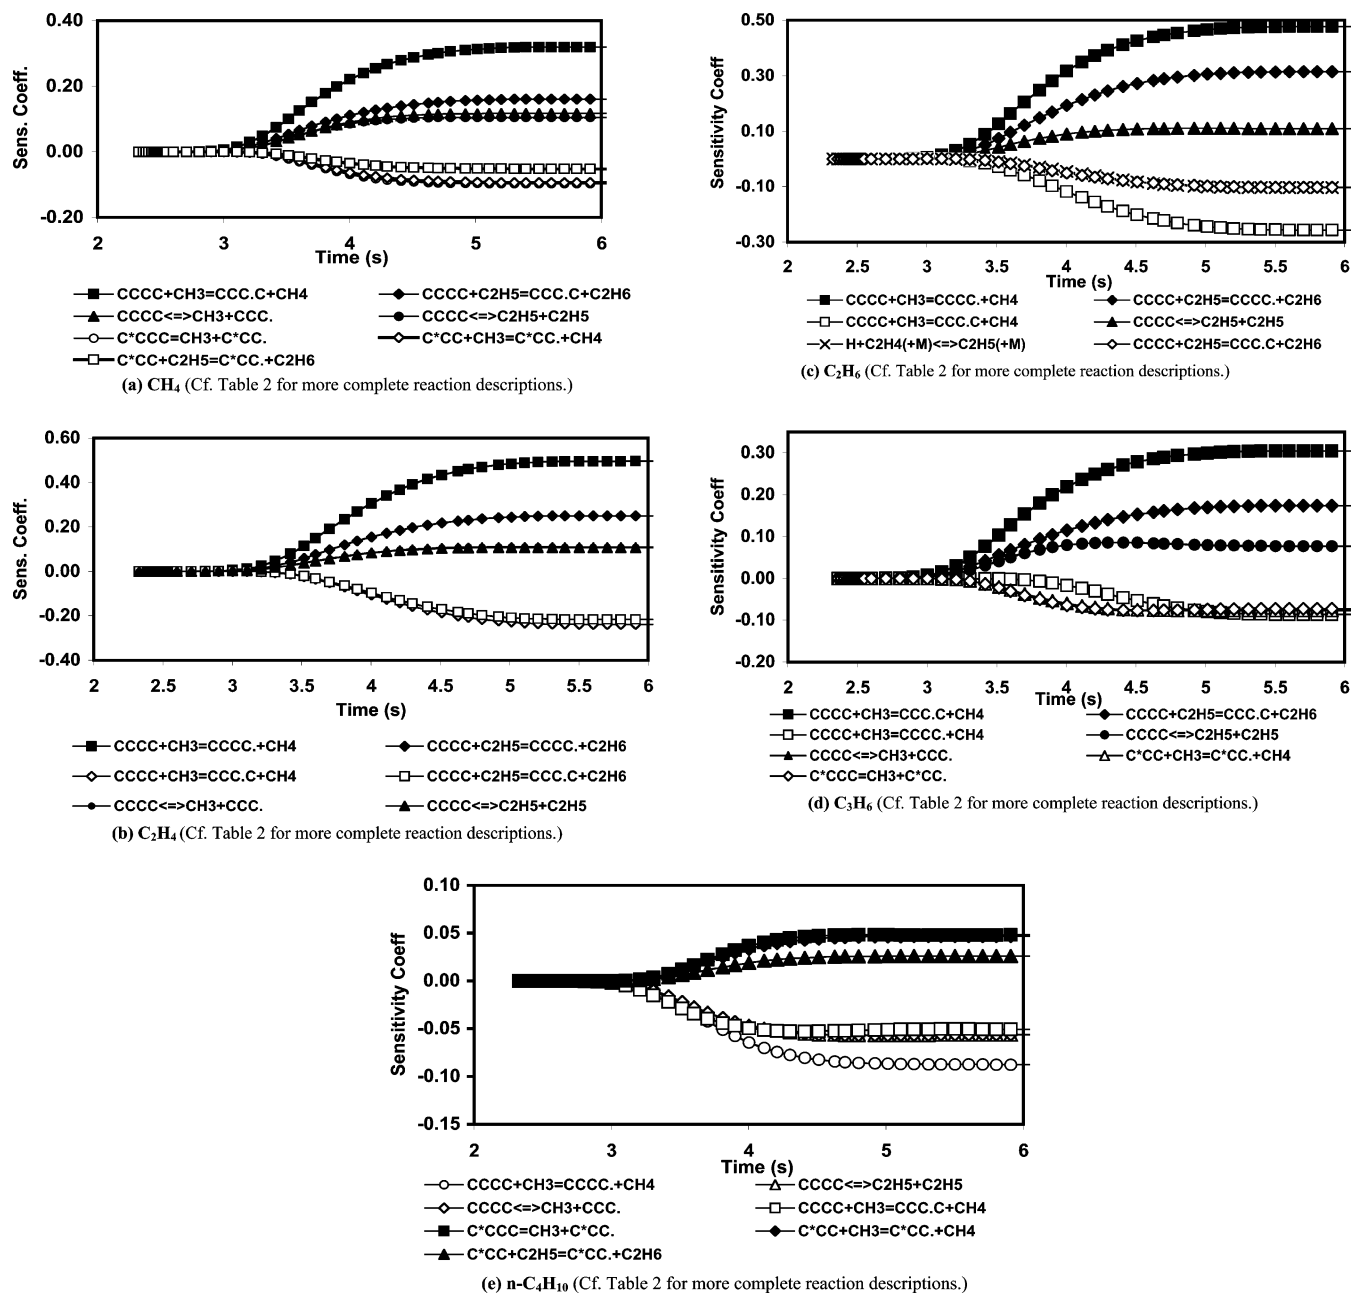 0.40
0.20
0.00
-0.20
Sens. Coeff.
2 3 4 5 6
Time (s)
CCCC+CH3=CCC.C+CH4 CCCC+C2H5=CCC.C+C2H6
CCCC<=>CH3+CCC. CCCC<=>C2H5+C2H5
C*CCC=CH3+C*CC. C*CC+CH3=C*CC.+CH4
C*CC+C2H5=C*CC.+C2H6
(a) CH4 (Cf. Table 2 for more complete reaction descriptions.)
0.50
0.30
0.10
-0.10
-0.30
Sensitivity Coeff
2 2.5 3 3.5 4 4.5 5 5.5 6
Time (s)
CCCC+CH3=CCCC.+CH4 CCCC+C2H5=CCCC.+C2H6
CCCC+CH3=CCC.C+CH4 CCCC<=>C2H5+C2H5
H+C2H4(+M)<=>C2H5(+M) CCCC+C2H5=CCC.C+C2H6
(c) C2H6 (Cf. Table 2 for more complete reaction descriptions.)
0.60
0.40
0.20
0.00
-0.20
-0.40
Sens. Coeff.
2 2.5 3 3.5 4 4.5 5 5.5 6
Time (s)
CCCC+CH3=CCCC.+CH4 CCCC+C2H5=CCCC.+C2H6
CCCC+CH3=CCC.C+CH4 CCCC+C2H5=CCC.C+C2H6
CCCC<=>CH3+CCC. CCCC<=>C2H5+C2H5
(b) C2H4 (Cf. Table 2 for more complete reaction descriptions.)
0.30
0.20
0.10
0.00
-0.10
-0.20
Sensitivity Coeff
2 2.5 3 3.5 4 4.5 5 5.5 6
Time (s)
CCCC+CH3=CCC.C+CH4 CCCC+C2H5=CCC.C+C2H6
CCCC+CH3=CCCC.+CH4 CCCC<=>C2H5+C2H5
CCCC<=>CH3+CCC. C*CC+CH3=C*CC.+CH4
C*CCC=CH3+C*CC.
(d) C3H6 (Cf. Table 2 for more complete reaction descriptions.)
0.10
0.05
0.00
-0.05
-0.10
-0.15
Sensitivity Coeff
2 3 4 5 6
Time (s)
CCCC+CH3=CCCC.+CH4 CCCC<=>C2H5+C2H5
CCCC<=>CH3+CCC. CCCC+CH3=CCC.C+CH4
C*CCC=CH3+C*CC. C*CC+CH3=C*CC.+CH4
C*CC+C2H5=C*CC.+C2H6
(e) n-C4H10 (Cf. Table 2 for more complete reaction descriptions.)